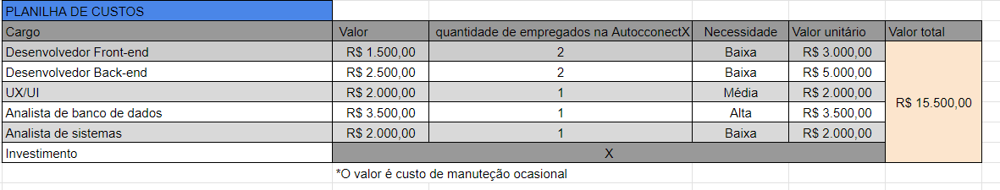 PLANILHA DE CUSTOS
Cargo Valor quantidade de empregados na AutocconectX Necessidade Valor unitário Valor total
Desenvolvedor Front-end R$ 1.500,00 2 Baixa R$ 3.000,00
Desenvolvedor Back-end R$ 2.500,00 2 Baixa R$ 5.000,00
UX/UI R$ 2.000,00 1 Média R$ 2.000,00
R$ 15.500,00
Analista de banco de dados R$ 3.500,00 1 Alta R$ 3.500,00
Analista de sistemas R$ 2.000,00 1 Baixa R$ 2.000,00
Investimento X
*O valor é custo de manuteção ocasional